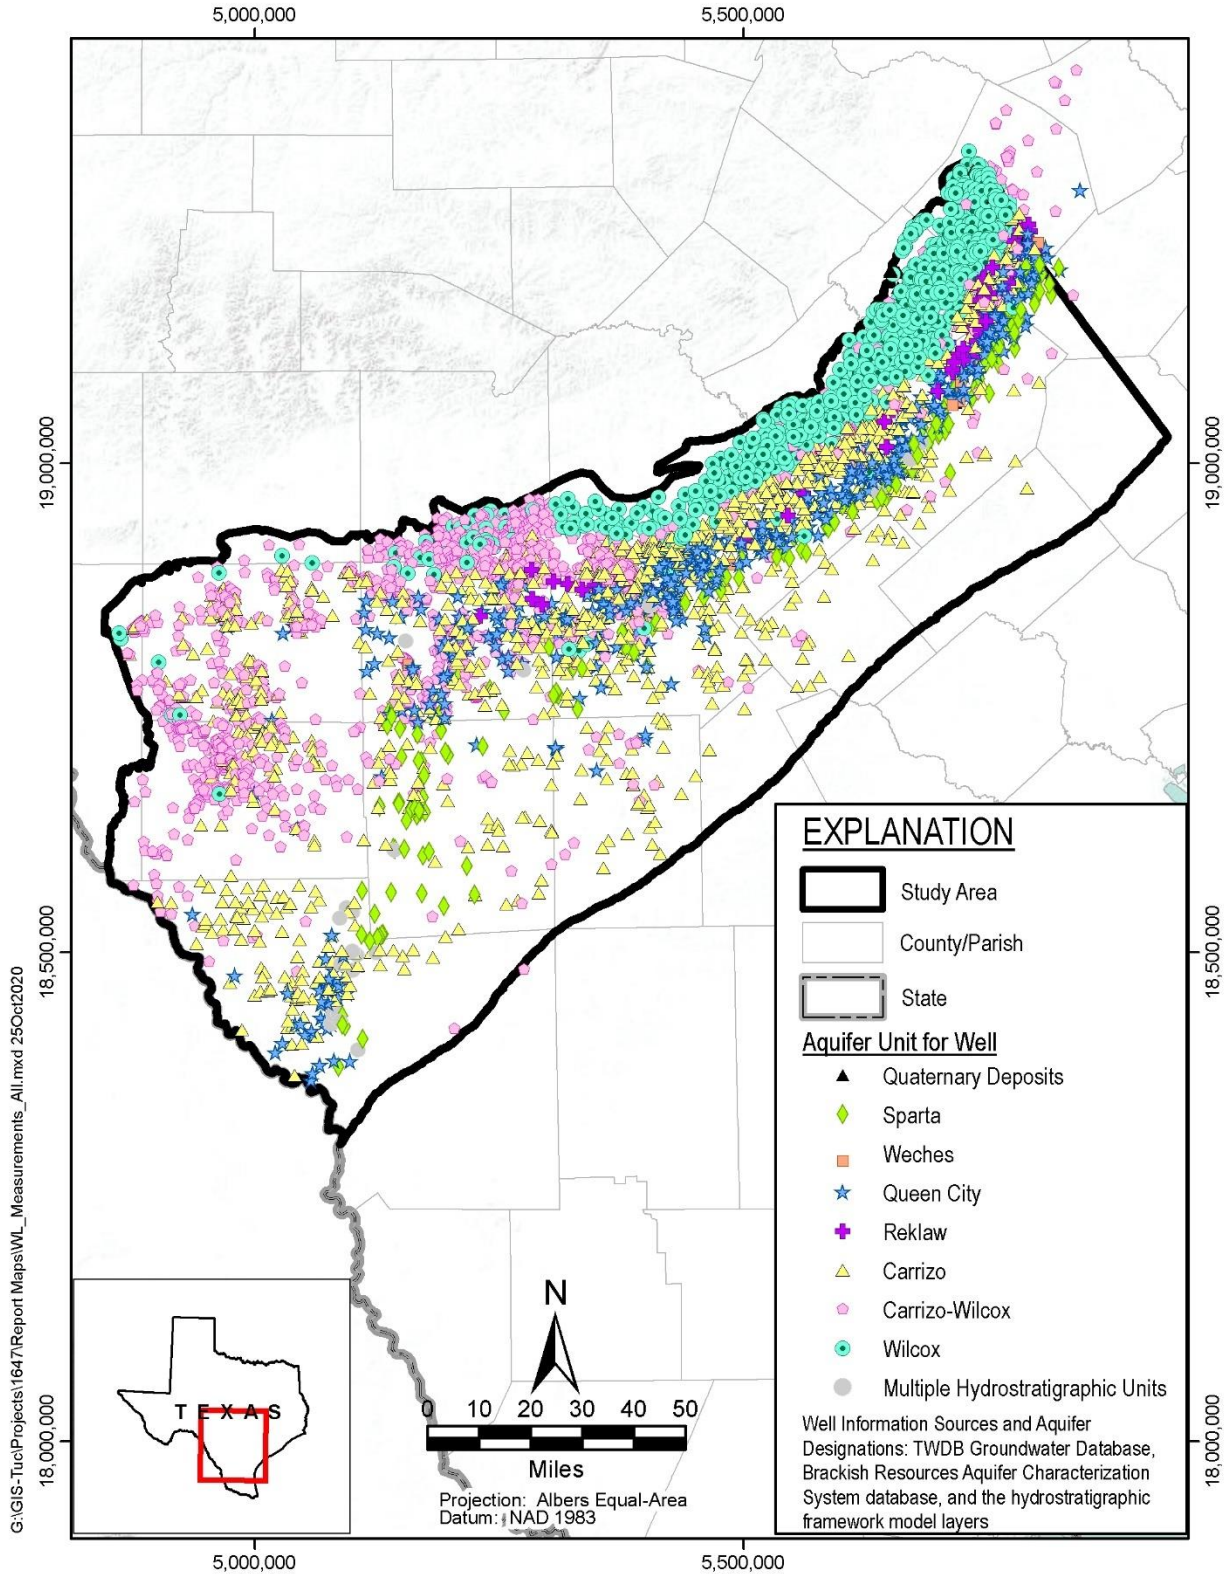 5,000,000
5,500,000
19,000,000
19,000,000
18,500,000
18,500,000
18,000,000
18,000,000
G:\GIS-Tuc\Projects\1647\Report Maps\WL_Measurements_All.mxd 25Oct2020
EXPLANATION
Study Area
County/Parish
State
Aquifer Unit for Well
Quaternary Deposits
Sparta
Weches
Queen City
Reklaw
Carrizo
Carrizo-Wilcox
Wilcox
Multiple Hydrostratigraphic Units
Well Information Sources and Aquifer
Designations: TWDB Groundwater Database,
Brackish Resources Aquifer Characterization
System database, and the hydrostratigraphic
framework model layers
TEXAS
N
0 10 20 30 40 50
Miles
Projection: Albers Equal-Area
Datum: NAD 1983
5,000,000
5,500,000